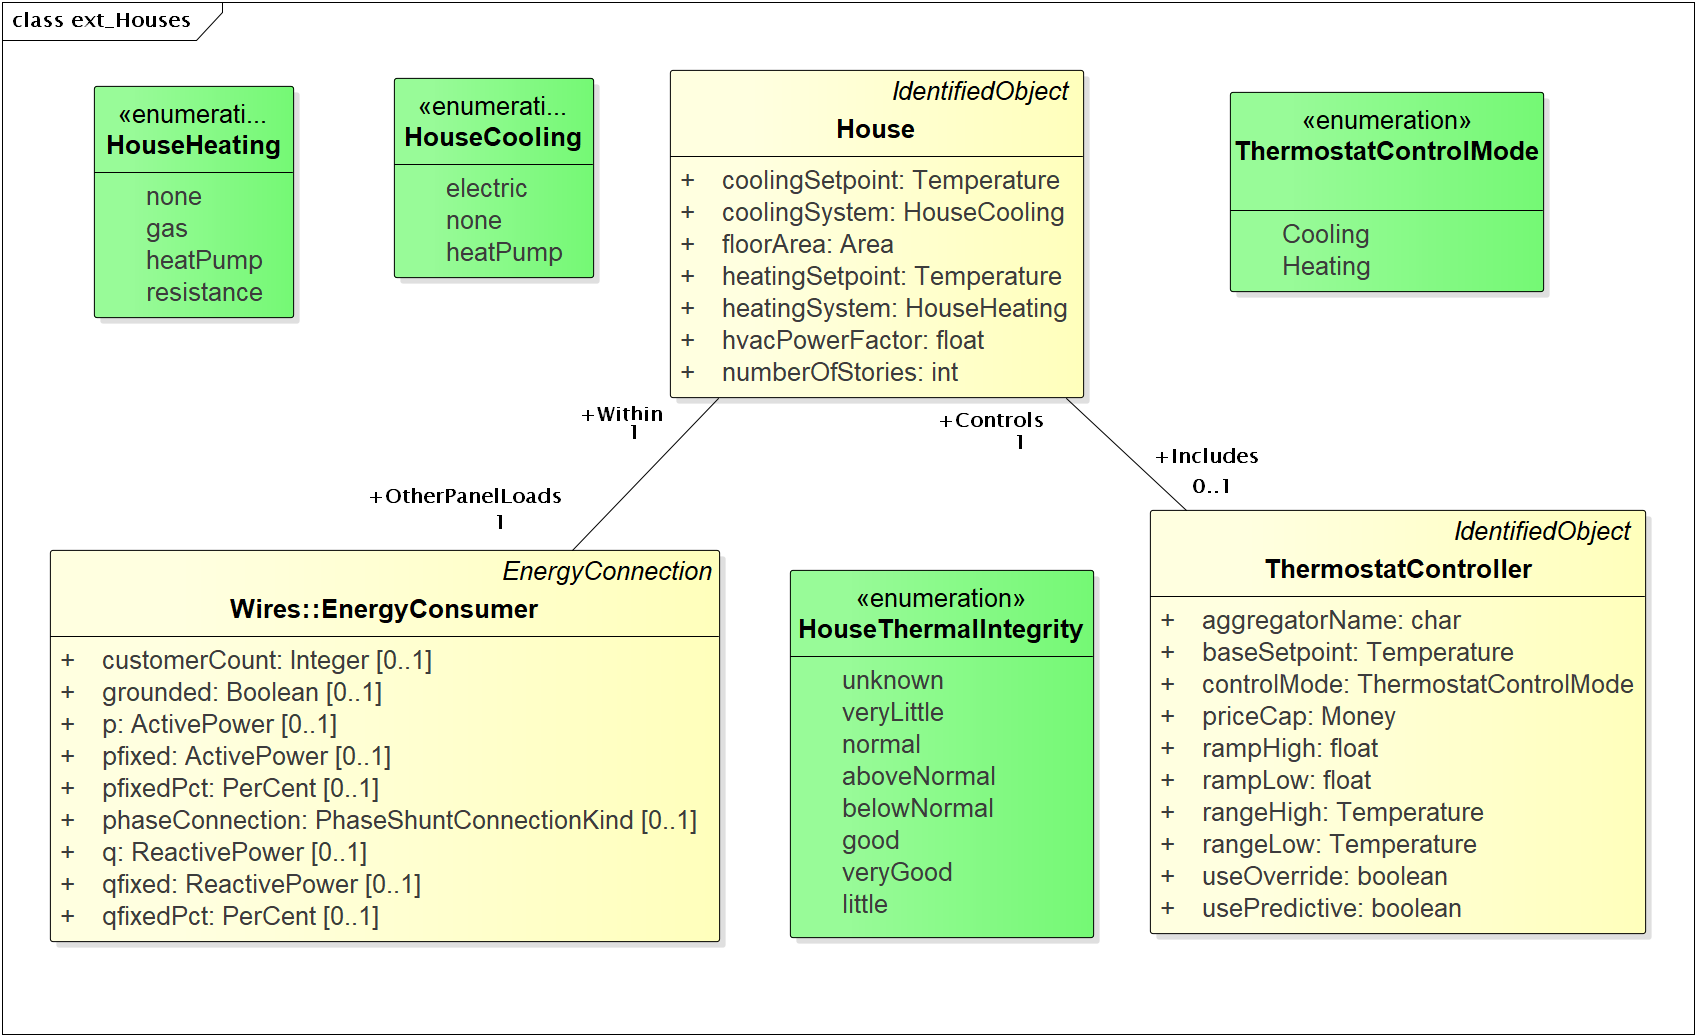 class ext_Houses
«enumerati...
HouseHeating
none
gas
heatPump
resistance
«enumerati...
HouseCooling
electric
none
heatPump
IdentifiedObject
House
+ coolingSetpoint: Temperature
+ coolingSystem: HouseCooling
+ floorArea: Area
+ heatingSetpoint: Temperature
+ heatingSystem: HouseHeating
+ hvacPowerFactor: float
+ numberOfStories: int
«enumeration»
ThermostatControlMode
Cooling
Heating
+Within
1
+OtherPanelLoads
1
+Controls
1
+Includes
0..1
EnergyConnection
Wires::EnergyConsumer
+ customerCount: Integer [0..1]
+ grounded: Boolean [0..1]
+ p: ActivePower [0..1]
+ pfixed: ActivePower [0..1]
+ pfixedPct: PerCent [0..1]
+ phaseConnection: PhaseShuntConnectionKind [0..1]
+ q: ReactivePower [0..1]
+ qfixed: ReactivePower [0..1]
+ qfixedPct: PerCent [0..1]
«enumeration»
HouseThermalIntegrity
unknown
veryLittle
normal
aboveNormal
belowNormal
good
veryGood
little
IdentifiedObject
ThermostatController
+ aggregatorName: char
+ baseSetpoint: Temperature
+ controlMode: ThermostatControlMode
+ priceCap: Money
+ rampHigh: float
+ rampLow: float
+ rangeHigh: Temperature
+ rangeLow: Temperature
+ useOverride: boolean
+ usePredictive: boolean